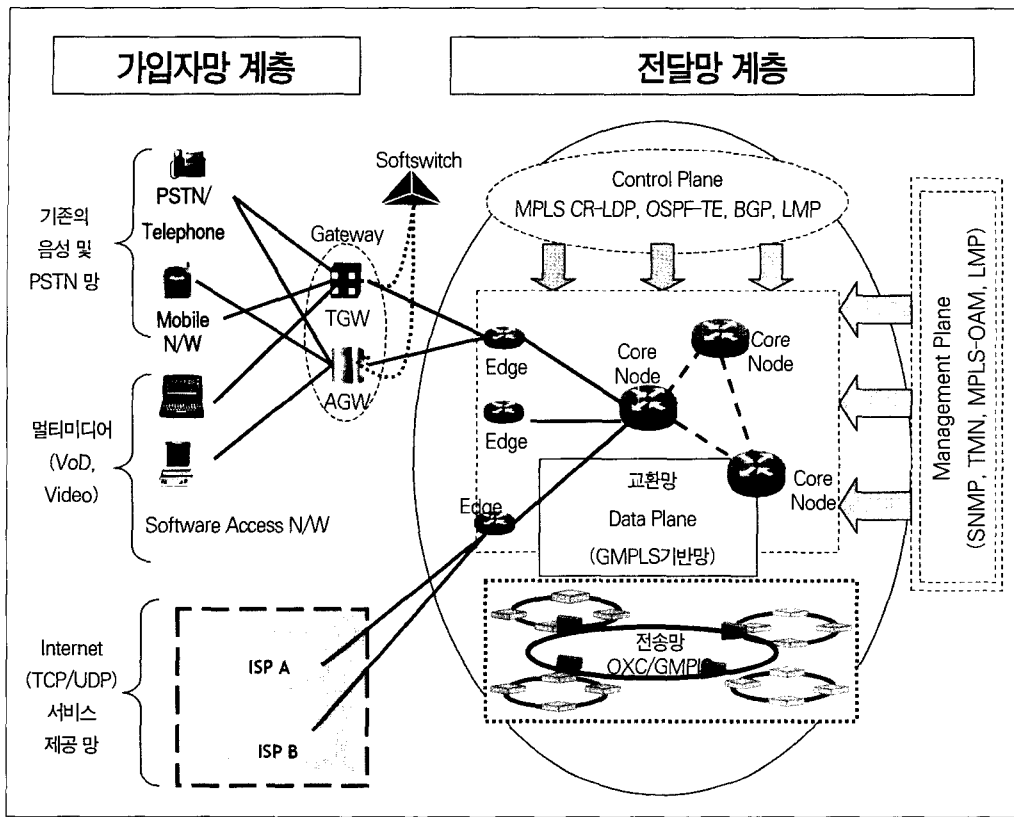 가입자망 계층
전달망 계층
Softswitch
PSTN/
Telephone
기존의
음성 및
PSTN 망
Gateway
TGW
Mobile
N/W
AGW
멀티미디어
(VoD,
Video)
Software Access N/W
Internet
(TCP/UDP)
서비스
제공 망
ISP A
ISP B
Control Plane
MPLS CR-LDP, OSPF-TE, BGP, LMP
Edge
Edge
Edge
Core
Node
Core
Node
Core
Node
교환망
Data Plane
(GMPLS기반망)
전송망
OXC/GMPLS
Management Plane
(SNMP, TMN, MPLS-OAM, LMP)